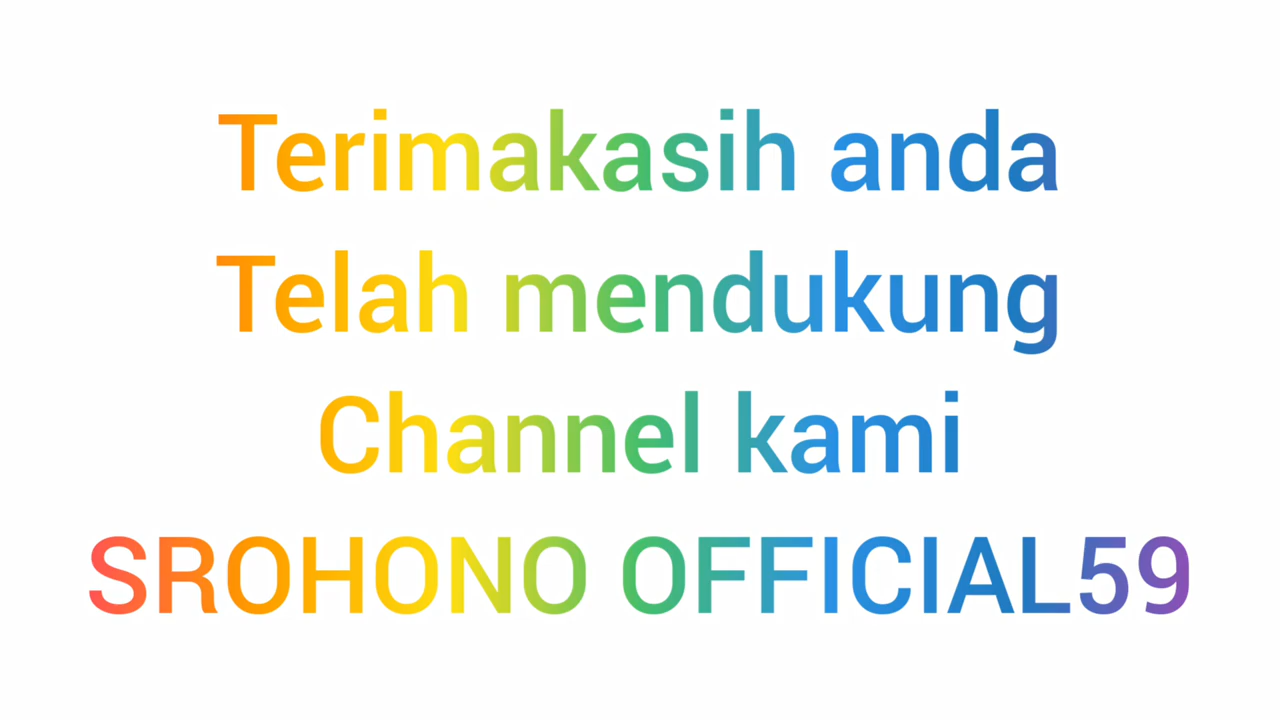 Terimakasih anda
Telah mendukung
Channel kami
SROHONO OFFICIAL59